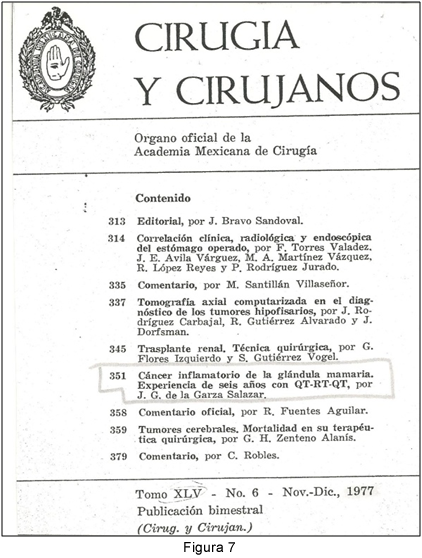 CIRUGIA
Y CIRUJANOS
Organo oficial de la
Academia Mexicana de Cirugía
Contenido
313 Editorial, por J. Bravo Sandoval.
314 Correlación clínica, radiológica y endoscópica
del estómago operado, por F. Torres Valadez.
J. E. Avila Várguez, M. A. Martínez Vázquez,
R. López Reyes y P. Rodríguez Jurado.
335 Comentario, por M. Santillán Villaseñor.
337 Tomografía axial computarizada en el diag-
nóstico de los tumores hipofisarios, por J. Ro-
dríguez Carbajal, R. Gutiérrez Alvarado y J.
Dorfsman.
345 Trasplante renal. Técnica quirúrgica, por G.
Flores Izquierdo y S. Gutiérrez Vogel.
351 Cáncer inflamatorio de la glándula mamaria.
Experiencia de seis años con QT-RT-QT, por
J. G. de la Garza Salazar.
358 Comentario oficial, por R. Fuentes Aguilar.
359 Tumores cerebrales. Mortalidad en su terapéu-
tica quirúrgica, por G. H. Zenteno Alanís.
379 Comentario, por C. Robles.
Tomo XLV - No. 6 - Nov.-Dic., 1977
Publicación bimestral
(Cirug. y Cirujan.)
Figura 7